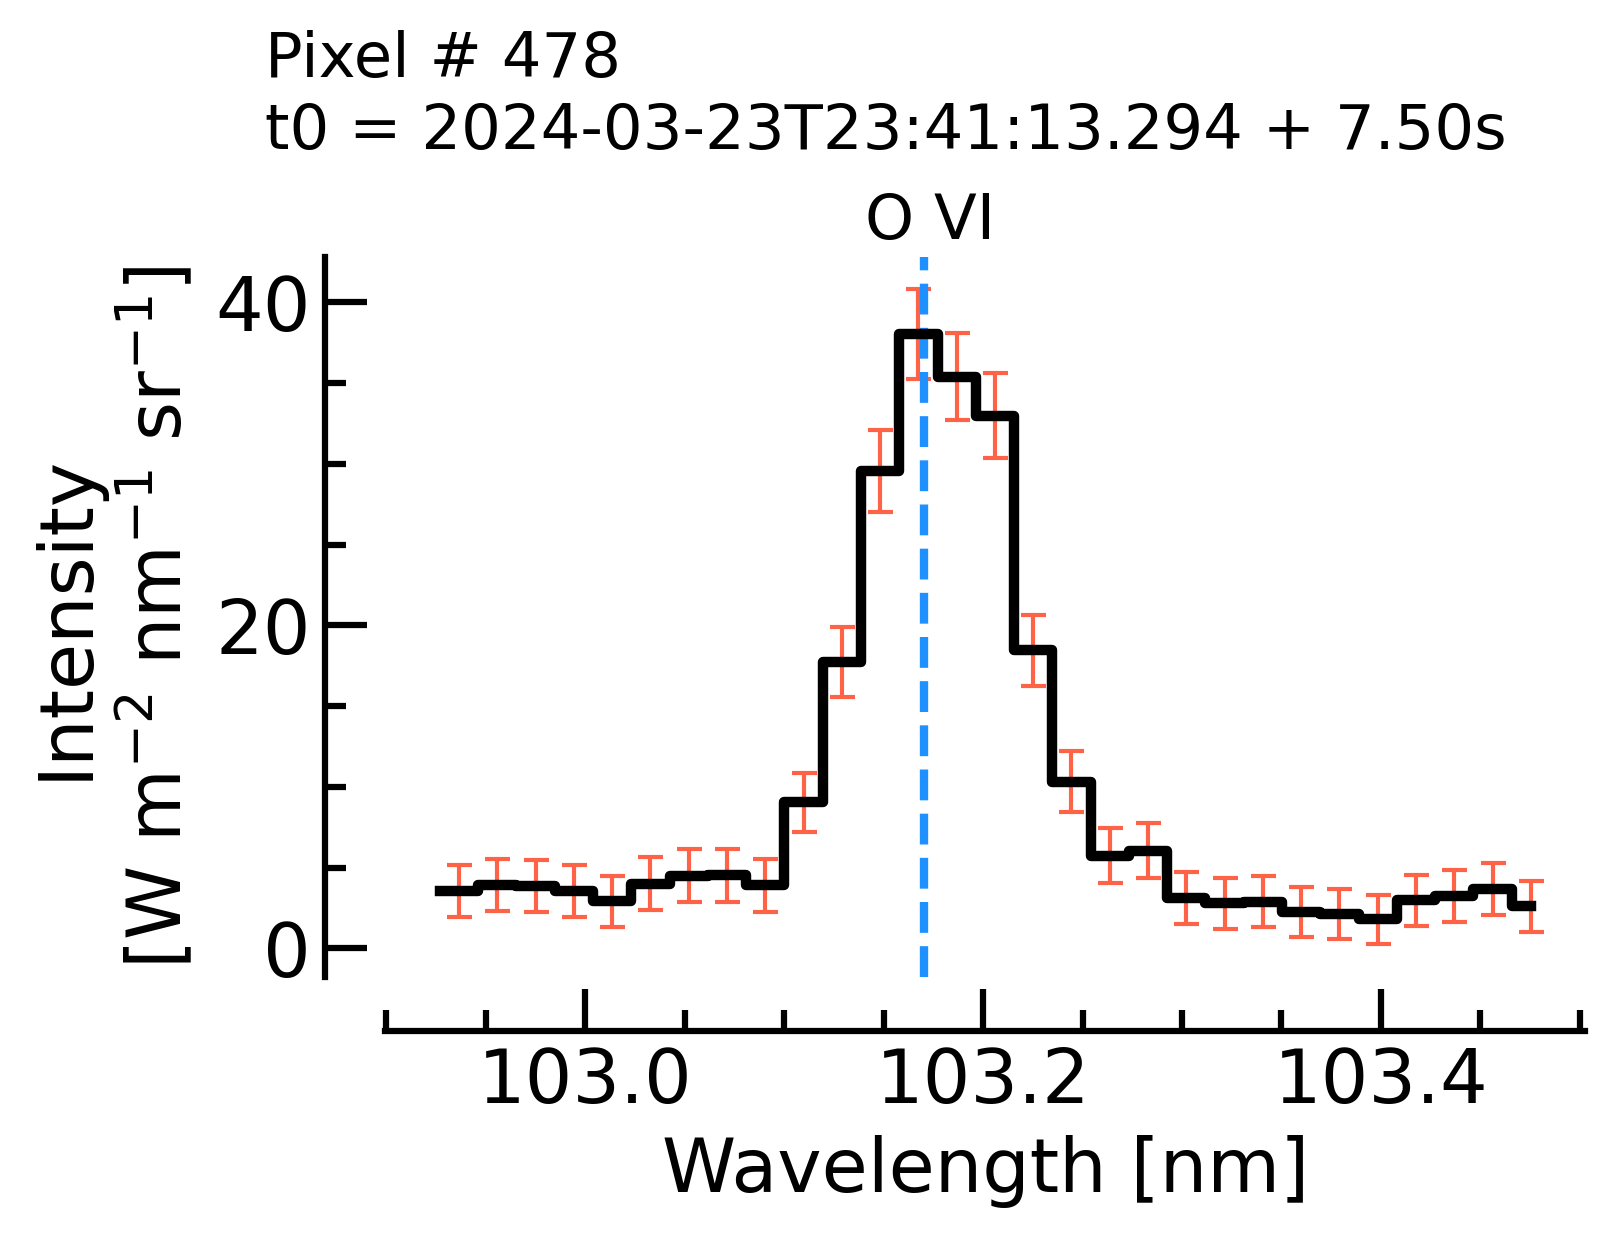 Pixel # 478
t0 = 2024-03-23T23:41:13.294 + 7.50s
O VI
Intensity
[W m⁻² nm⁻¹ sr⁻¹]
40
20
0
103.0 103.2 103.4
Wavelength [nm]